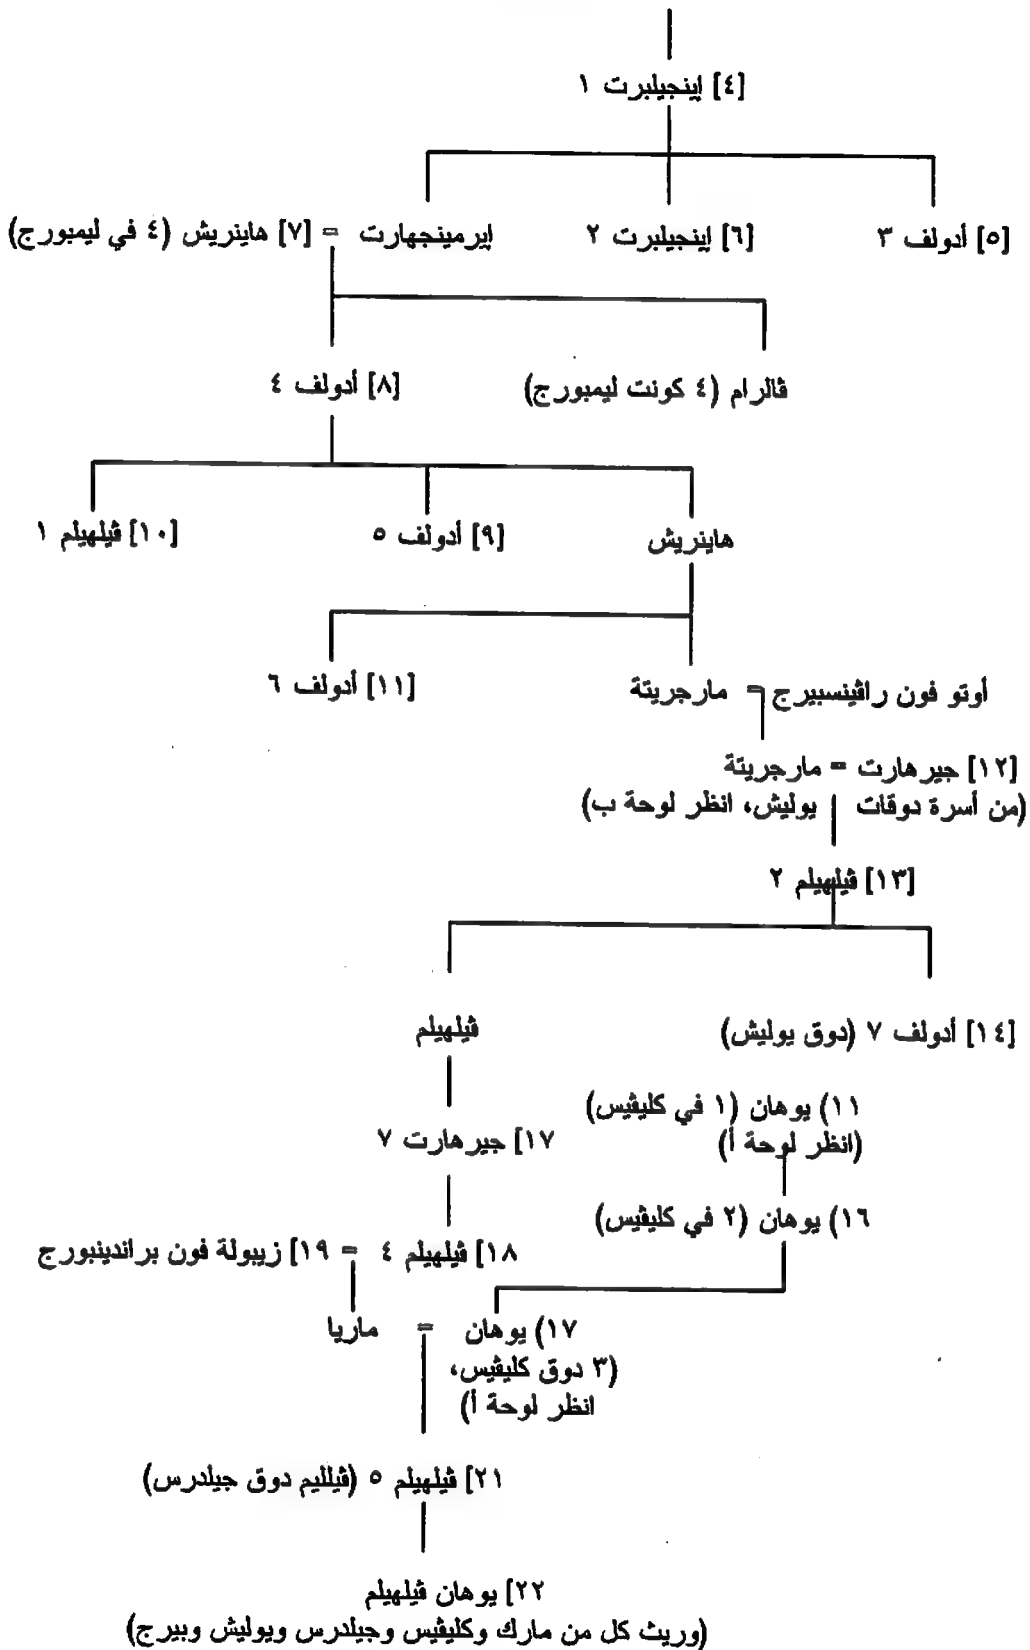 [٤] إينجيلبرت ١
[٥] أدولف ٣
[٦] إينجيلبرت ٢
إيرمينجهارت = [٧] هاينريش (٤ في ليمبورج)
ڤالرام (٤ كونت ليمبورج)
[٨] أدولف ٤
هاينريش
[٩] أدولف ٥
[١٠] ڤيلهيلم ١
أوتو فون راڤينسبيرج = مارجريتة
[١١] أدولف ٦
[١٢] جيرهارت = مارجريتة
(من أسرة دوقات يوليش، انظر لوحة ب)
[١٣] ڤيلهيلم ٢
[١٤] أدولف ٧ (دوق يوليش)
ڤيلهيلم
١١) يوهان (١ في كليڤيس)
(انظر لوحة أ)
١٧] جيرهارت ٧
١٦) يوهان (٢ في كليڤيس)
١٨] ڤيلهيلم ٤ = ١٩] زيبولة فون براندينبورج
١٧) يوهان = ماريا
(٣ دوق كليڤيس،
انظر لوحة أ)
٢١] ڤيلهيلم ٥ (ڤيلليم دوق جيلدرس)
٢٢] يوهان ڤيلهيلم
(وريث كل من مارك وكليڤيس وجيلدرس ويوليش وبيرج)